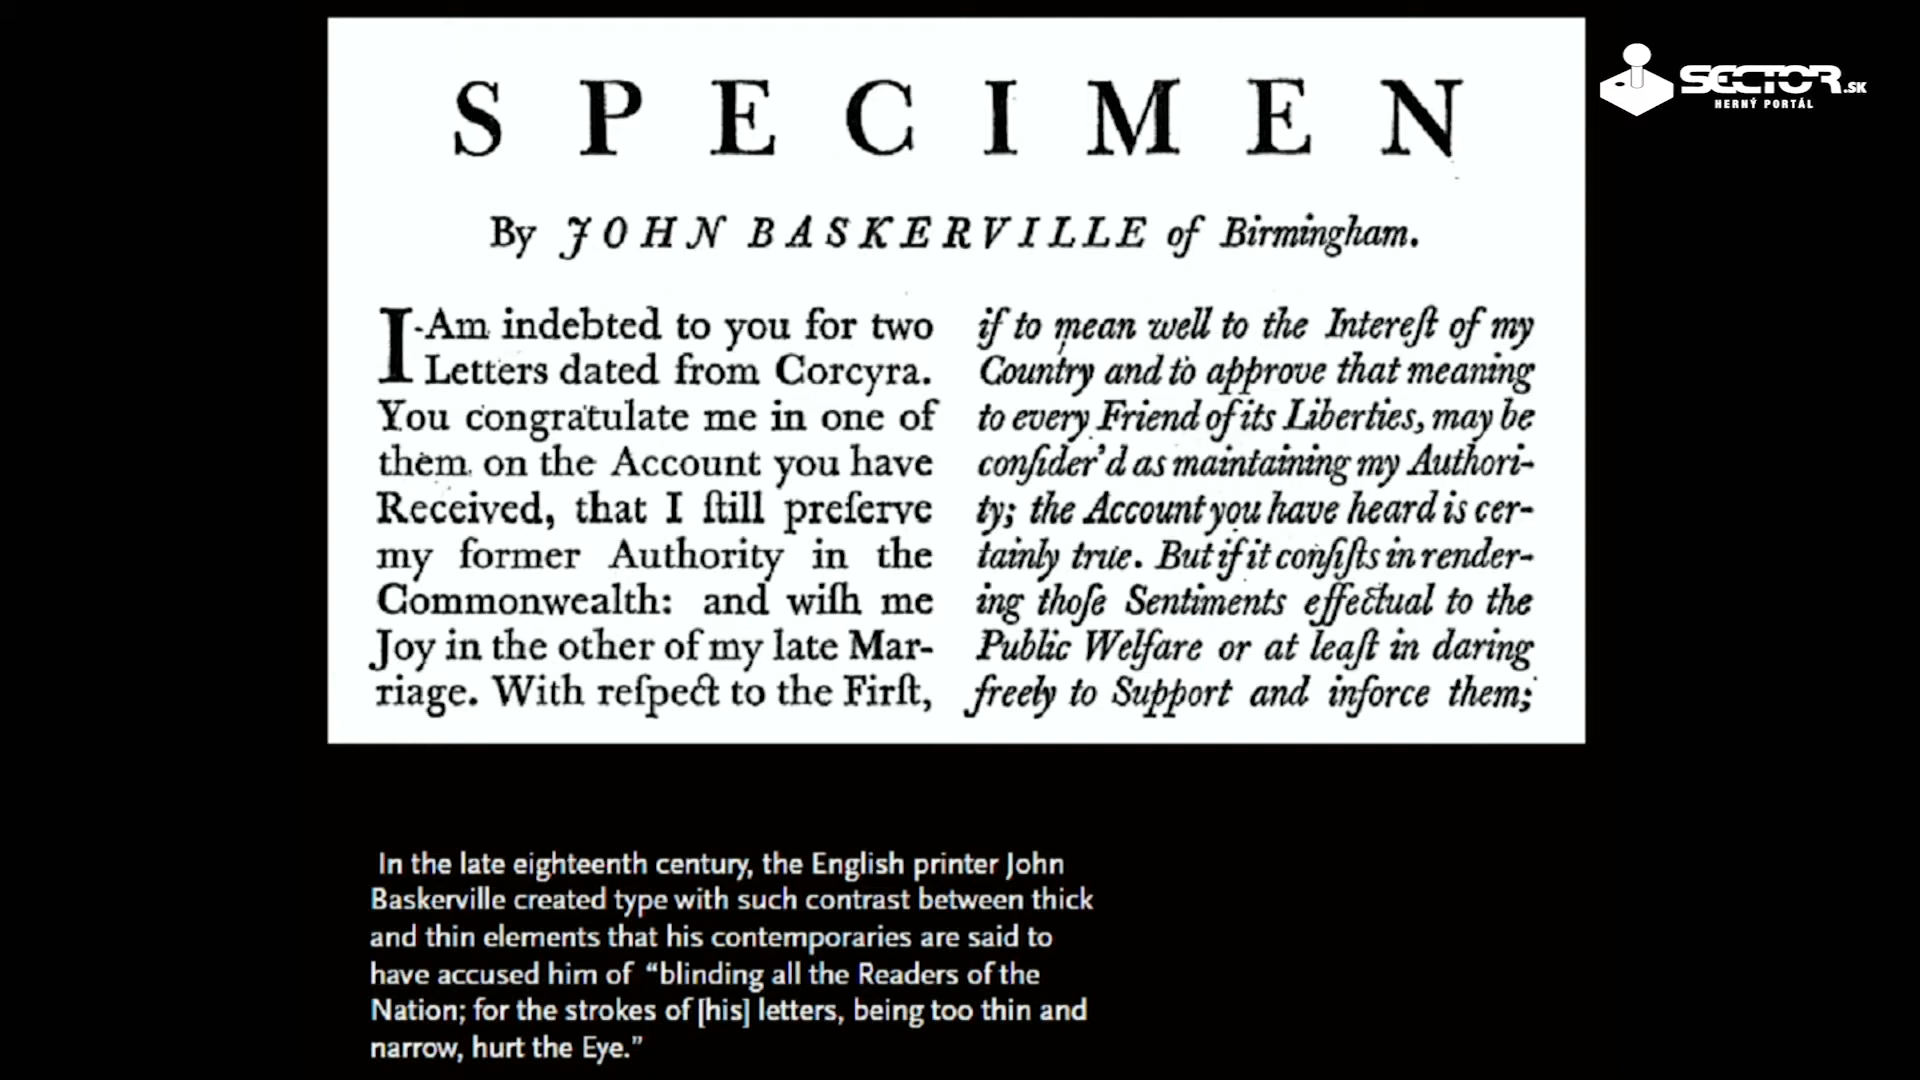 SPECIMEN
By JOHN BASKERVILLE of Birmingham.
I Am indebted to you for two
Letters dated from Corcyra.
You congratulate me in one of
them on the Account you have
Received, that I ſtill preſerve
my former Authority in the
Commonwealth: and wiſh me
Joy in the other of my late Mar-
riage. With reſpect to the Firſt,
if to mean well to the Intereſt of my
Country and to approve that meaning
to every Friend of its Liberties, may be
conſider'd as maintaining my Authori-
ty; the Account you have heard is cer-
tainly true. But if it conſiſts in render-
ing thoſe Sentiments effectual to the
Public Welfare or at leaſt in daring
freely to Support and inforce them;
In the late eighteenth century, the English printer John
Baskerville created type with such contrast between thick
and thin elements that his contemporaries are said to
have accused him of “blinding all the Readers of the
Nation; for the strokes of [his] letters, being too thin and
narrow, hurt the Eye.”
SECTOR.SK
HERNÝ PORTÁL